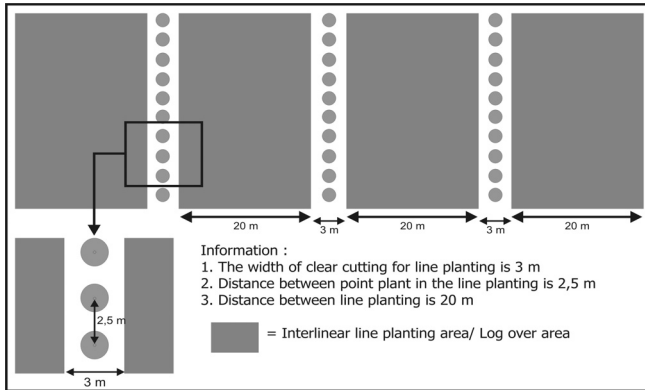 20 m
3 m
20 m
3 m
20 m
2,5 m
3 m
Information :
1. The width of clear cutting for line planting is 3 m
2. Distance between point plant in the line planting is 2,5 m
3. Distance between line planting is 20 m
= Interlinear line planting area/ Log over area